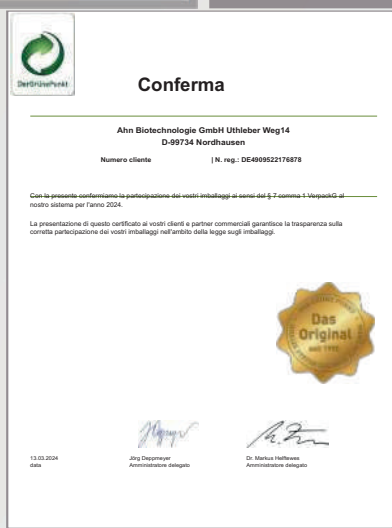 DerGrünePunkt
Conferma
Ahn Biotechnologie GmbH Uthleber Weg14
D-99734 Nordhausen
Numero cliente | N. reg.: DE4909522176878
Con la presente confermiamo la partecipazione dei vostri imballaggi ai sensi del § 7 comma 1 VerpackG al
nostro sistema per l'anno 2024.
La presentazione di questo certificato ai vostri clienti e partner commerciali garantisce la trasparenza sulla
corretta partecipazione dei vostri imballaggi nell'ambito della legge sugli imballaggi.
Das
Original
seit 1990
13.03.2024 Jörg Deppmeyer Dr. Markus Helftewes
data Amministratore delegato Amministratore delegato